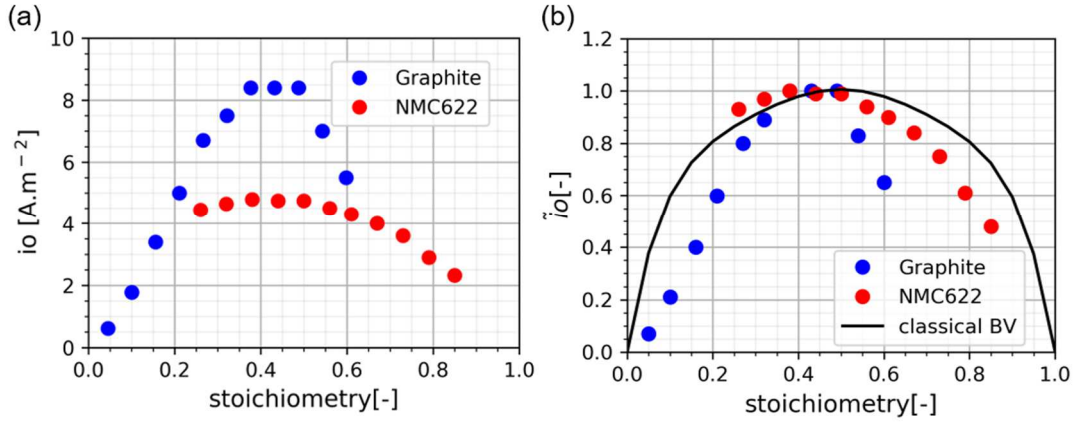 (a)
io [A.m⁻²]
10
8
6
4
2
0
0.0 0.2 0.4 0.6 0.8 1.0
stoichiometry[-]
Graphite
NMC622
(b)
ĩo[-]
1.2
1.0
0.8
0.6
0.4
0.2
0.0
0.0 0.2 0.4 0.6 0.8 1.0
stoichiometry[-]
Graphite
NMC622
classical BV